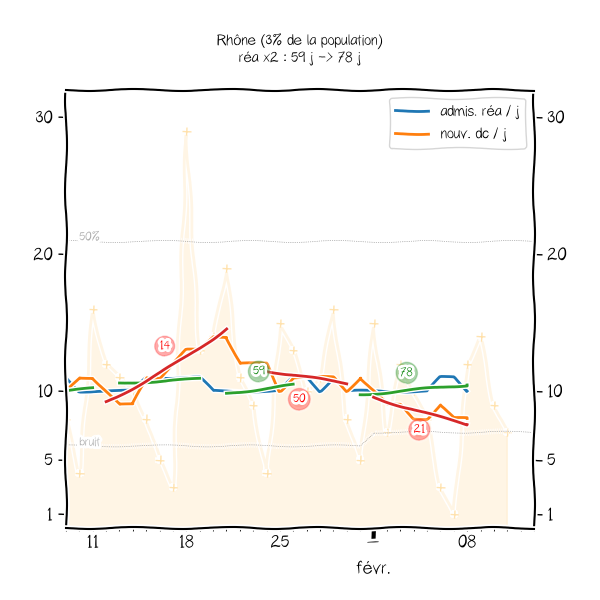 Rhône (3% de la population)
réa x2 : 59 j -> 78 j
admis. réa / j
nouv. dc / j
30 30
50%
20 20
14
59
78
10 10
50
21
bruit
5 5
1 1
11 18 25 1 08
févr.